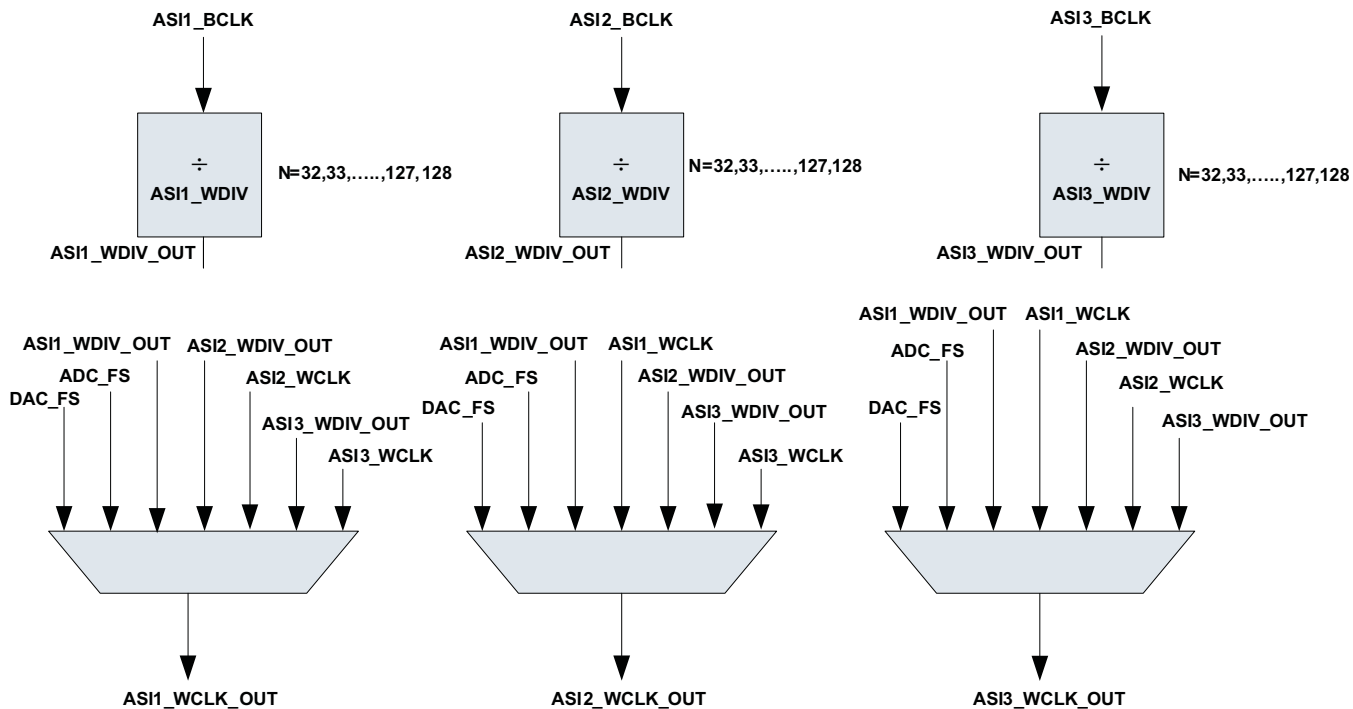 ASI1_BCLK
ASI2_BCLK
ASI3_BCLK
÷
ASI1_WDIV
N=32,33,.....,127,128
÷
ASI2_WDIV
N=32,33,.....,127,128
÷
ASI3_WDIV
N=32,33,.....,127,128
ASI1_WDIV_OUT
ASI2_WDIV_OUT
ASI3_WDIV_OUT
ASI1_WDIV_OUT
ASI2_WDIV_OUT
ADC_FS
ASI2_WCLK
DAC_FS
ASI3_WDIV_OUT
ASI3_WCLK
ASI1_WDIV_OUT
ASI1_WCLK
ADC_FS
ASI2_WDIV_OUT
DAC_FS
ASI3_WDIV_OUT
ASI3_WCLK
ASI1_WDIV_OUT
ASI1_WCLK
ADC_FS
ASI2_WDIV_OUT
ASI2_WCLK
DAC_FS
ASI3_WDIV_OUT
ASI1_WCLK_OUT
ASI2_WCLK_OUT
ASI3_WCLK_OUT